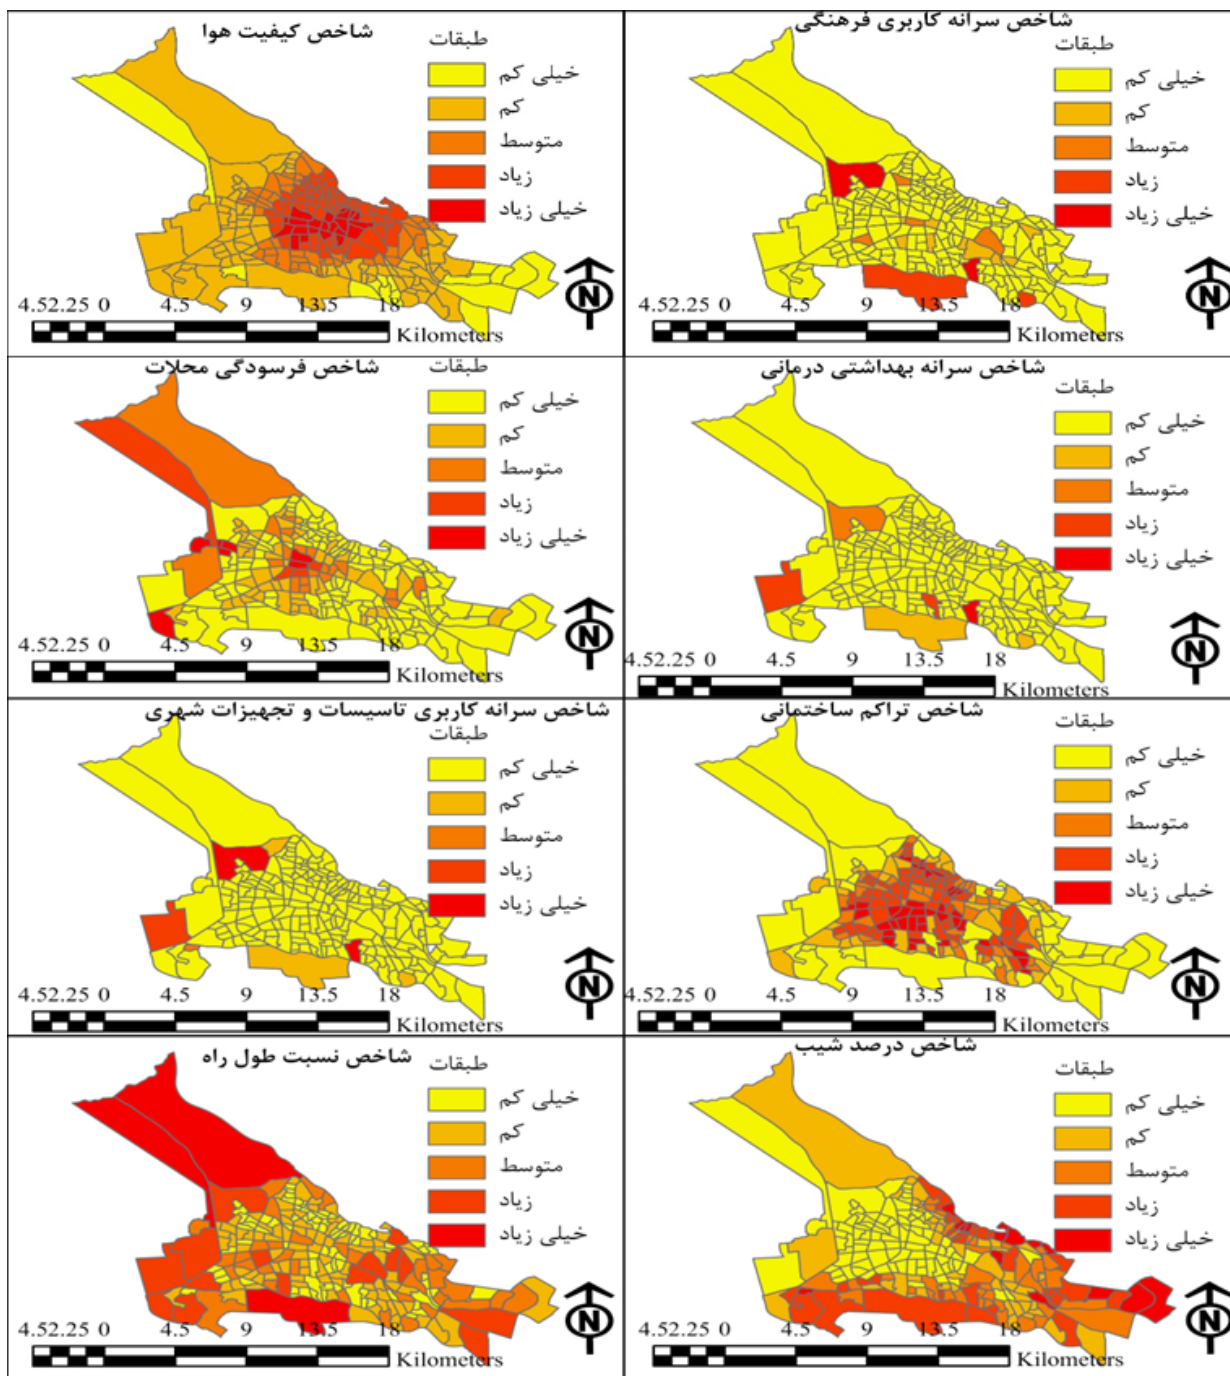 شاخص کیفیت هوا
طبقات
خیلی کم
کم
متوسط
زیاد
خیلی زیاد
N
4.52.25 0 4.5 9 13.5 18
Kilometers
شاخص سرانه کاربری فرهنگی
طبقات
خیلی کم
کم
متوسط
زیاد
خیلی زیاد
N
4.52.25 0 4.5 9 13.5 18
Kilometers
شاخص فرسودگی محلات
طبقات
خیلی کم
کم
متوسط
زیاد
خیلی زیاد
N
4.52.25 0 4.5 9 13.5 18
Kilometers
شاخص سرانه بهداشتی درمانی
طبقات
خیلی کم
کم
متوسط
زیاد
خیلی زیاد
N
4.52.25 0 4.5 9 13.5 18
Kilometers
شاخص سرانه کاربری تاسیسات و تجهیزات شهری
طبقات
خیلی کم
کم
متوسط
زیاد
خیلی زیاد
N
4.52.25 0 4.5 9 13.5 18
Kilometers
شاخص تراکم ساختمانی
طبقات
خیلی کم
کم
متوسط
زیاد
خیلی زیاد
N
4.52.25 0 4.5 9 13.5 18
Kilometers
شاخص نسبت طول راه
طبقات
خیلی کم
کم
متوسط
زیاد
خیلی زیاد
N
4.52.25 0 4.5 9 13.5 18
Kilometers
شاخص درصد شیب
طبقات
خیلی کم
کم
متوسط
زیاد
خیلی زیاد
N
4.52.25 0 4.5 9 13.5 18
Kilometers